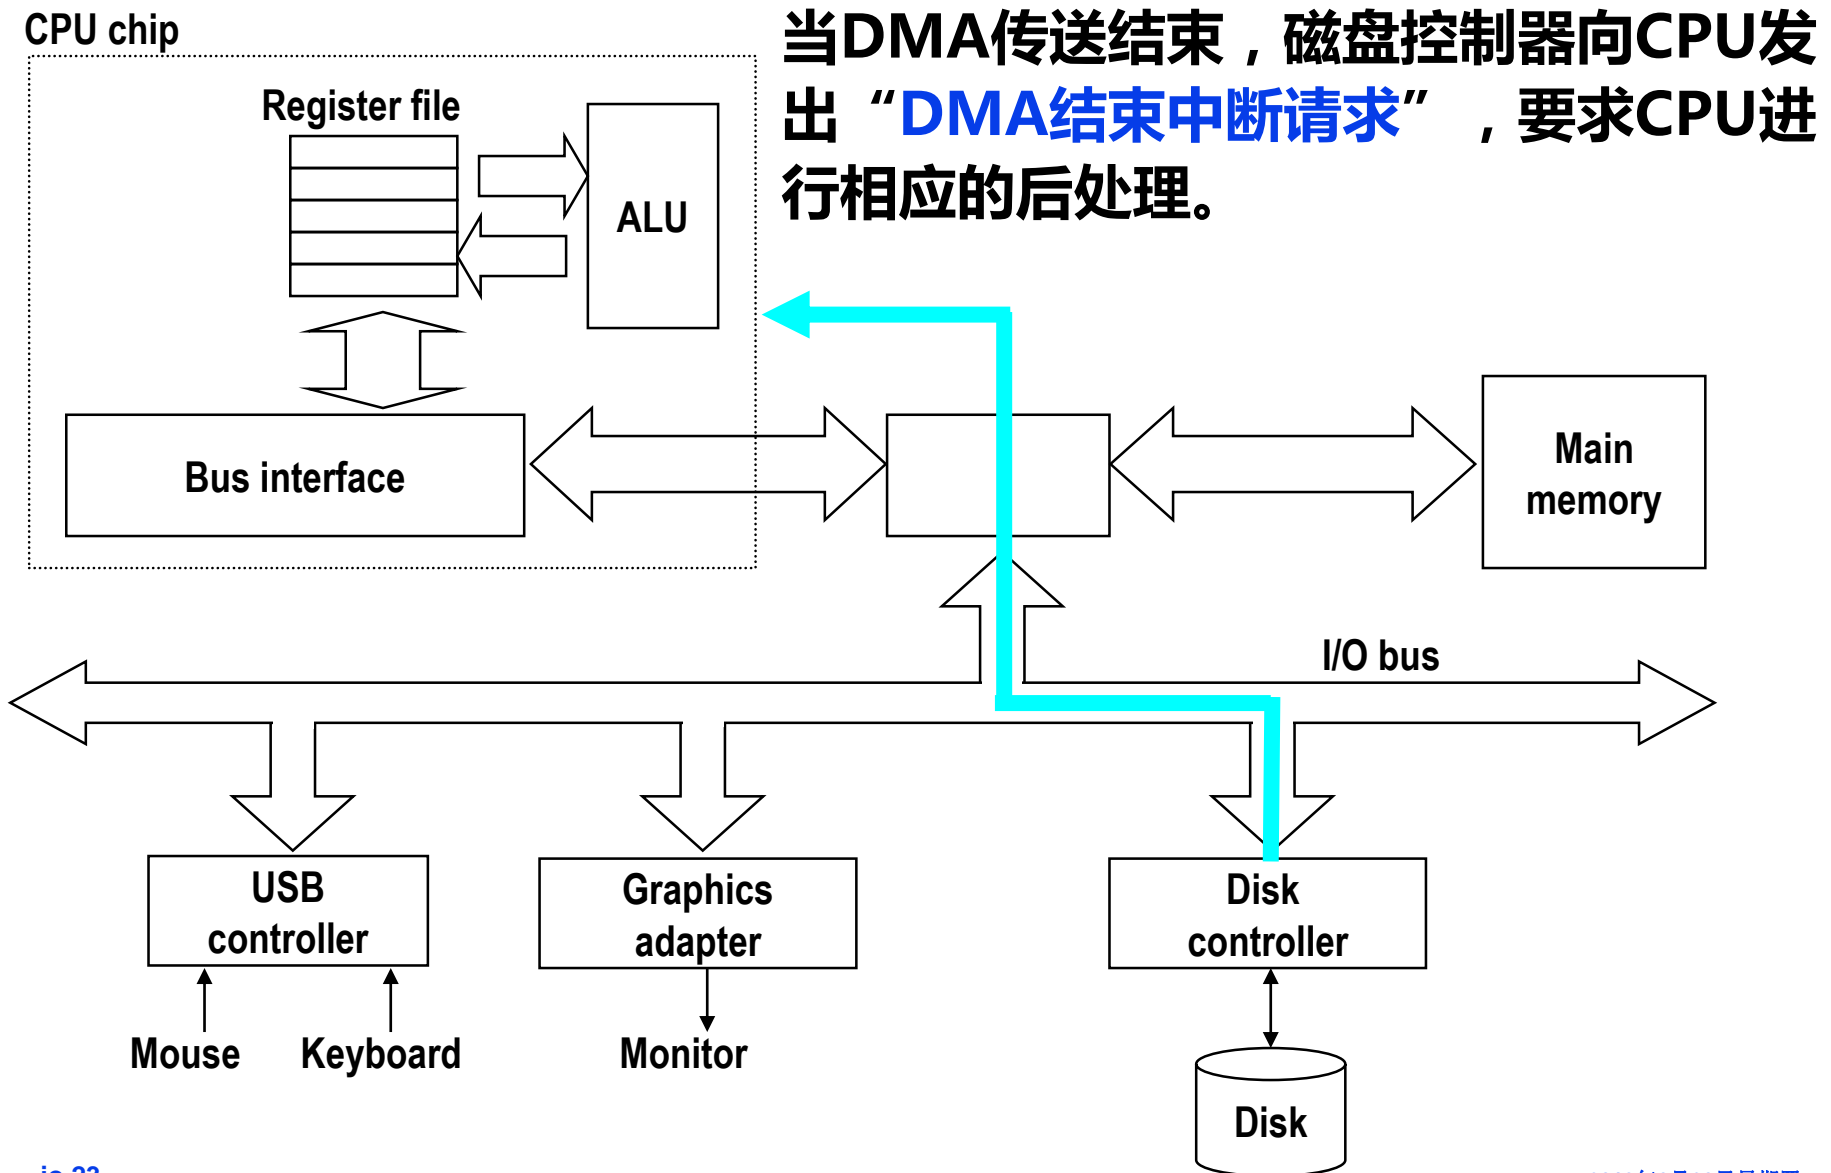 CPU chip
当DMA传送结束，磁盘控制器向CPU发
出“DMA结束中断请求”，要求CPU进
行相应的后处理。
Register file
ALU
Bus interface
Main
memory
I/O bus
USB
controller
Graphics
adapter
Disk
controller
Mouse
Keyboard
Monitor
Disk